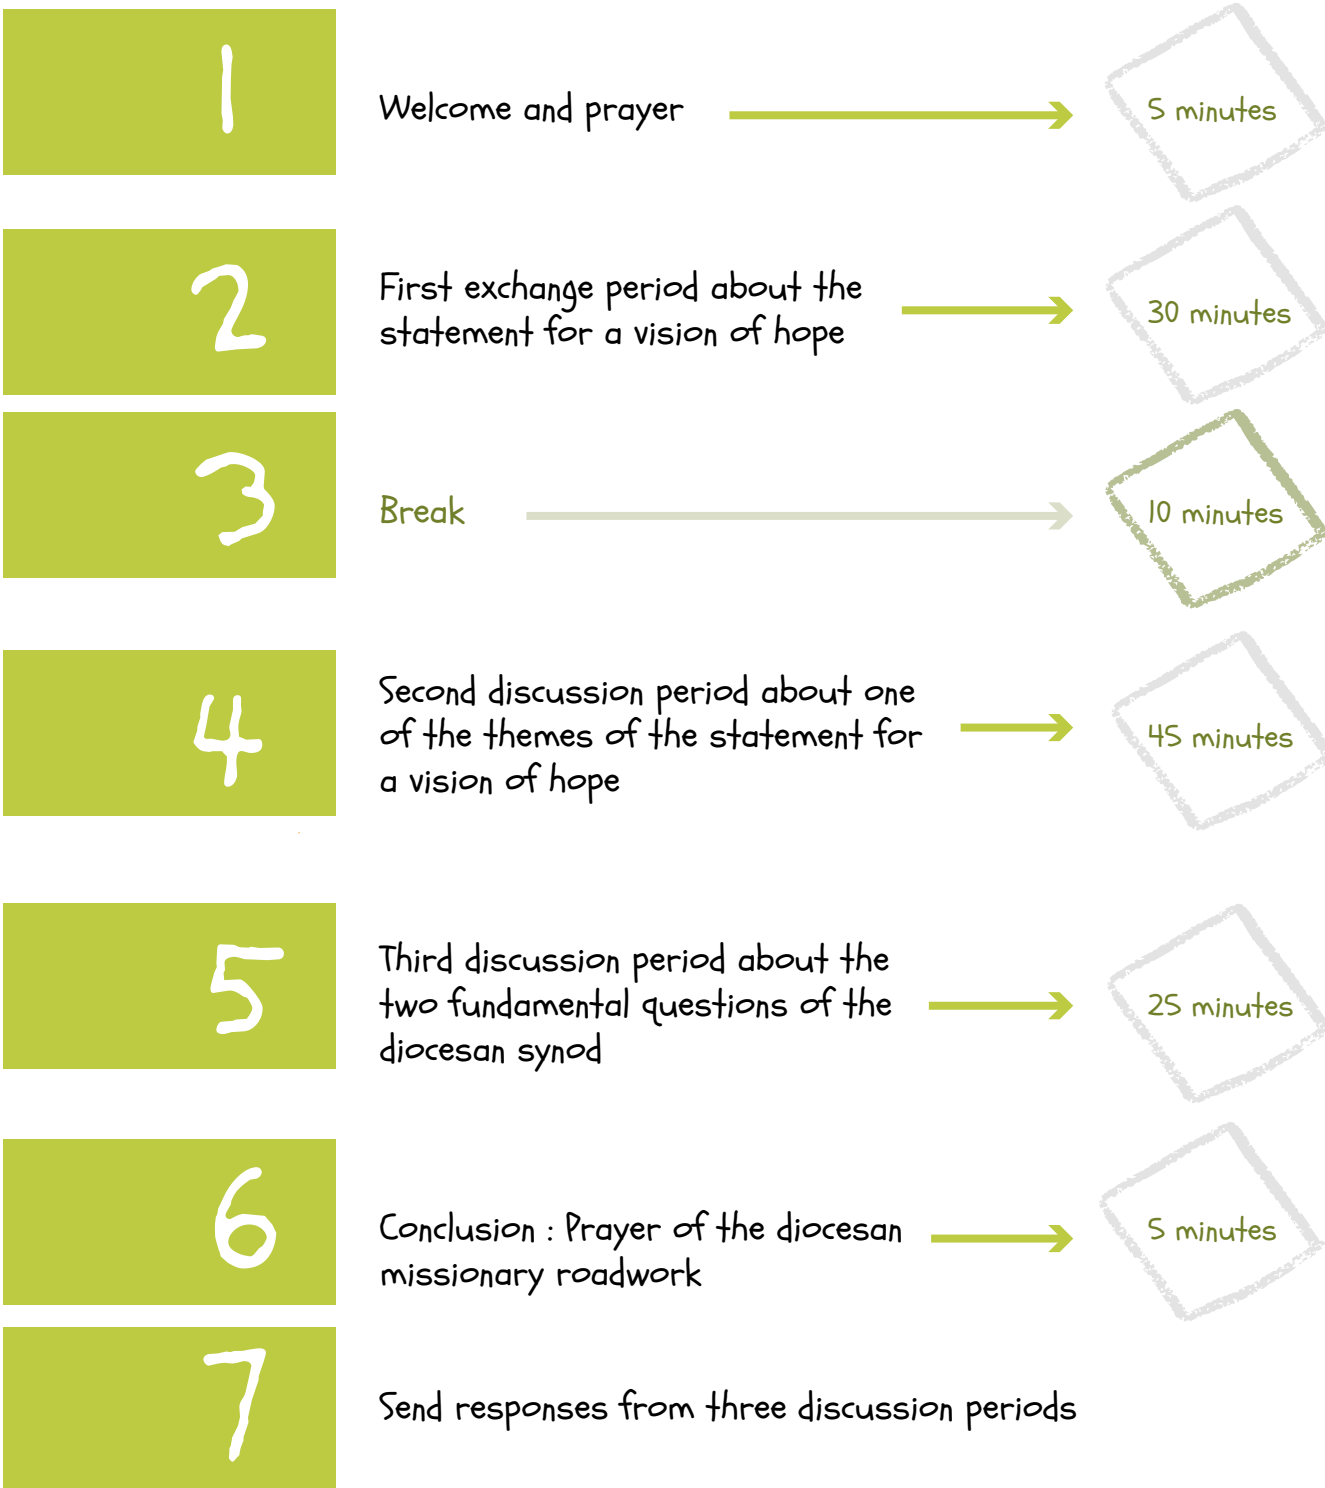 1
Welcome and prayer
5 minutes
2
First exchange period about the
statement for a vision of hope
30 minutes
3
Break
10 minutes
4
Second discussion period about one
of the themes of the statement for
a vision of hope
45 minutes
5
Third discussion period about the
two fundamental questions of the
diocesan synod
25 minutes
6
Conclusion : Prayer of the diocesan
missionary roadwork
5 minutes
7
Send responses from three discussion periods